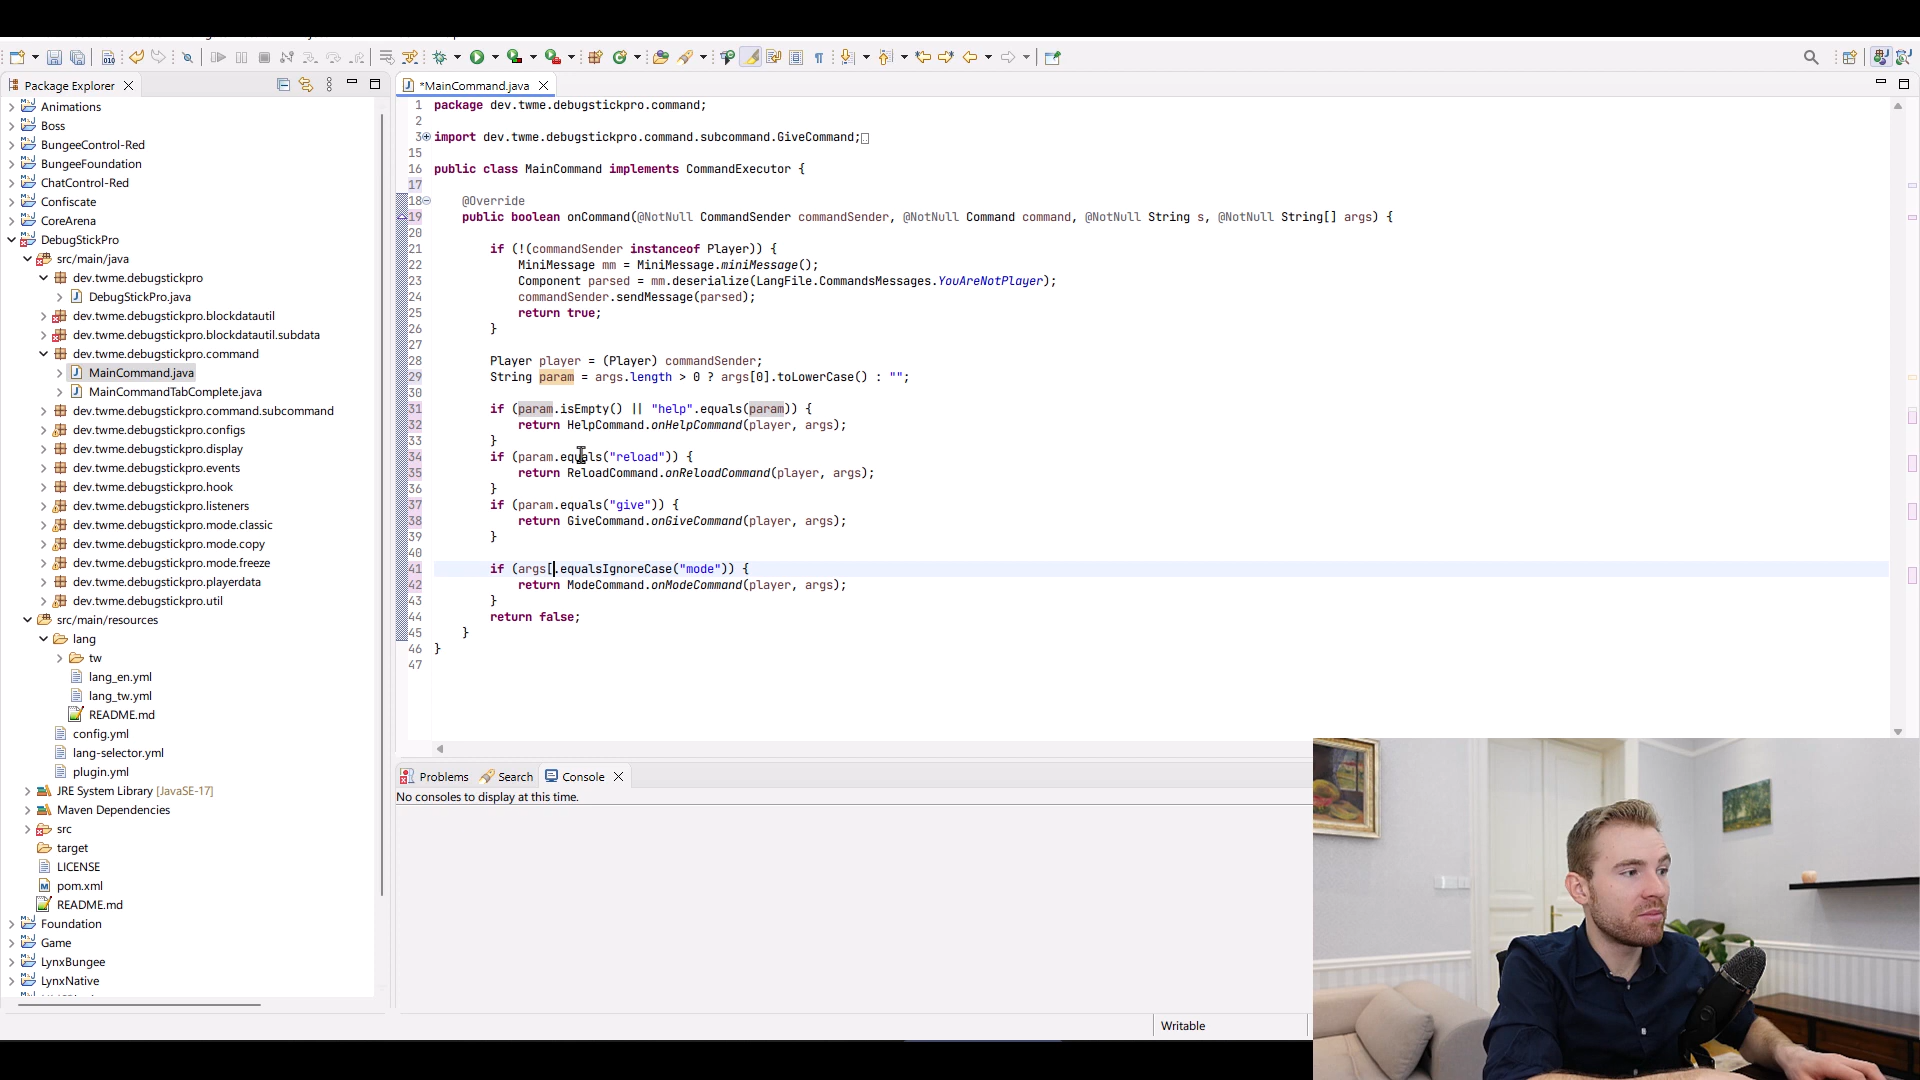 Package Explorer
Animations
Boss
BungeeControl-Red
BungeeFoundation
ChatControl-Red
Confiscate
CoreArena
DebugStickPro
src/main/java
dev.twme.debugstickpro
DebugStickPro.java
dev.twme.debugstickpro.blockdatautil
dev.twme.debugstickpro.blockdatautil.subdata
dev.twme.debugstickpro.command
MainCommand.java
MainCommandTabComplete.java
dev.twme.debugstickpro.command.subcommand
dev.twme.debugstickpro.configs
dev.twme.debugstickpro.display
dev.twme.debugstickpro.events
dev.twme.debugstickpro.hook
dev.twme.debugstickpro.listeners
dev.twme.debugstickpro.mode.classic
dev.twme.debugstickpro.mode.copy
dev.twme.debugstickpro.mode.freeze
dev.twme.debugstickpro.playerdata
dev.twme.debugstickpro.util
src/main/resources
lang
tw
lang_en.yml
lang_tw.yml
README.md
config.yml
lang-selector.yml
plugin.yml
JRE System Library [JavaSE-17]
Maven Dependencies
src
target
LICENSE
pom.xml
README.md
Foundation
Game
LynxBungee
LynxNative
*MainCommand.java
1 package dev.twme.debugstickpro.command;
2
3 import dev.twme.debugstickpro.command.subcommand.GiveCommand;
15
16 public class MainCommand implements CommandExecutor {
17
18 @Override
19 public boolean onCommand(@NotNull CommandSender commandSender, @NotNull Command command, @NotNull String s, @NotNull String[] args) {
20
21 if (!(commandSender instanceof Player)) {
22 MiniMessage mm = MiniMessage.miniMessage();
23 Component parsed = mm.deserialize(LangFile.CommandsMessages.YouAreNotPlayer);
24 commandSender.sendMessage(parsed);
25 return true;
26 }
27
28 Player player = (Player) commandSender;
29 String param = args.length > 0 ? args[0].toLowerCase() : "";
30
31 if (param.isEmpty() || "help".equals(param)) {
32 return HelpCommand.onHelpCommand(player, args);
33 }
34 if (param.equals("reload")) {
35 return ReloadCommand.onReloadCommand(player, args);
36 }
37 if (param.equals("give")) {
38 return GiveCommand.onGiveCommand(player, args);
39 }
40
41 if (args[.equalsIgnoreCase("mode")) {
42 return ModeCommand.onModeCommand(player, args);
43 }
44 return false;
45 }
46 }
47
Problems Search Console
No consoles to display at this time.
Writable